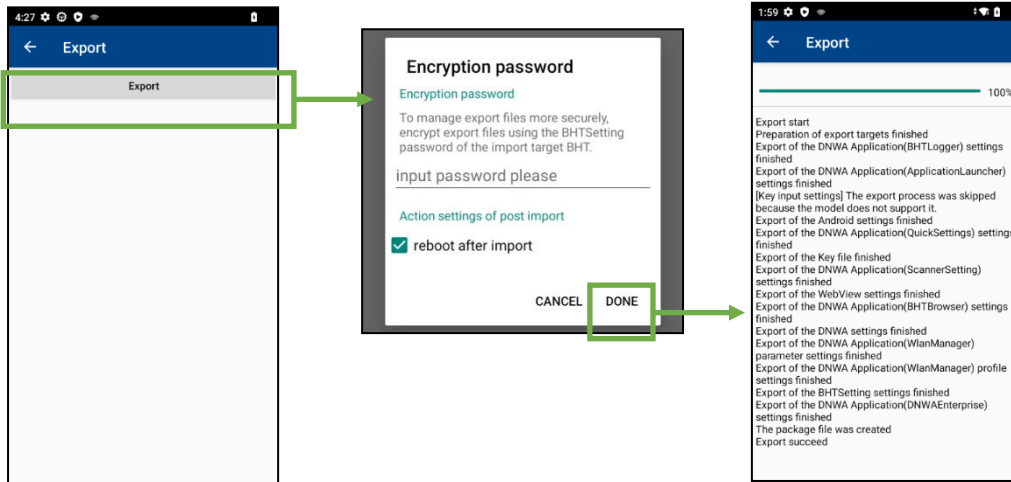 4:27
Export
Export
Encryption password
Encryption password
To manage export files more securely,
encrypt export files using the BHTSetting
password of the import target BHT.
input password please
Action settings of post import
reboot after import
CANCEL DONE
1:59
Export
100%
Export start
Preparation of export targets finished
Export of the DNWA Application(BHTLogger) settings
finished
Export of the DNWA Application(ApplicationLauncher)
settings finished
[Key input settings] The export process was skipped
because the model does not support it.
Export of the Android settings finished
Export of the DNWA Application(QuickSettings) settings
finished
Export of the Key file finished
Export of the DNWA Application(ScannerSetting)
settings finished
Export of the WebView settings finished
Export of the DNWA Application(BHTBrowser) settings
finished
Export of the DNWA settings finished
Export of the DNWA Application(WlanManager)
parameter settings finished
Export of the DNWA Application(WlanManager) profile
settings finished
Export of the BHTSetting settings finished
Export of the DNWA Application(DNWAEnterprise)
settings finished
The package file was created
Export succeed